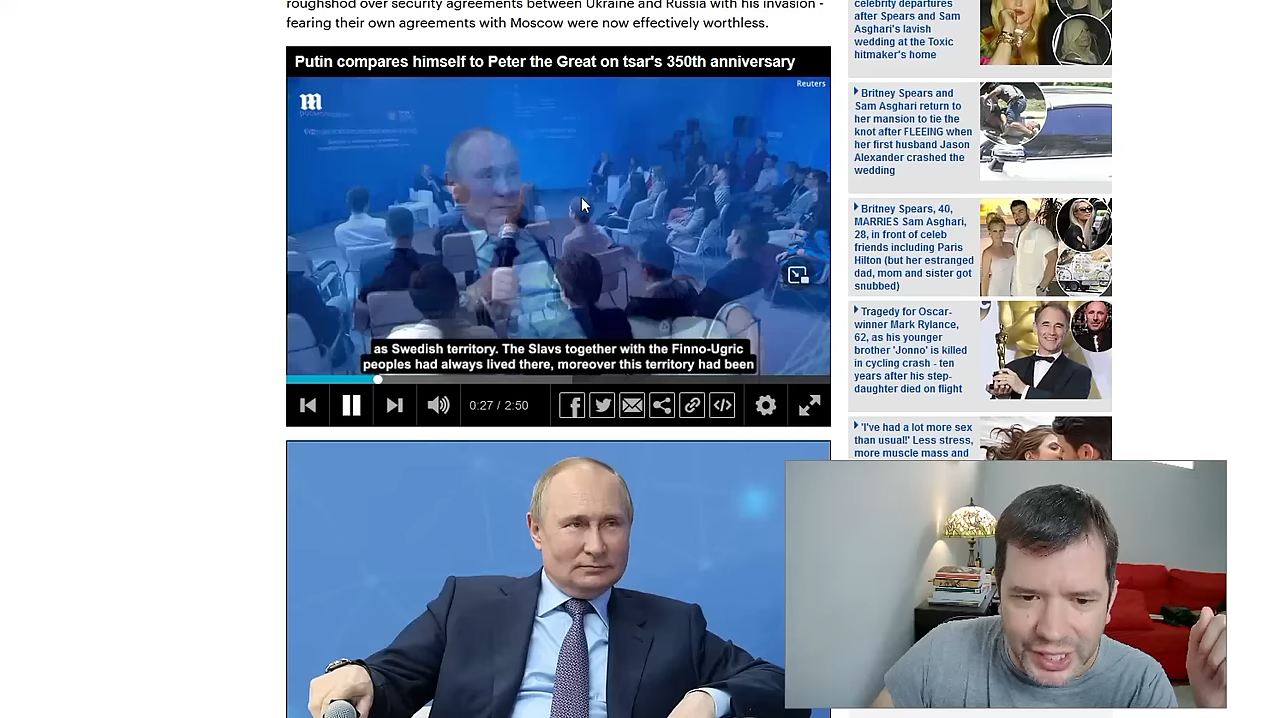 roughshod over security agreements between Ukraine and Russia with his invasion -
fearing their own agreements with Moscow were now effectively worthless.
Putin compares himself to Peter the Great on tsar's 350th anniversary
Reuters
m
as Swedish territory. The Slavs together with the Finno-Ugric
peoples had always lived there, moreover this territory had been
0:27 / 2:50
celebrity departures
after Spears and Sam
Asghari's lavish
wedding at the Toxic
hitmaker's home
Britney Spears and
Sam Asghari return to
her mansion to tie the
knot after FLEEING when
her first husband Jason
Alexander crashed the
wedding
Britney Spears, 40,
MARRIES Sam Asghari,
28, in front of celeb
friends including Paris
Hilton (but her estranged
dad, mom and sister got
snubbed)
Tragedy for Oscar-
winner Mark Rylance,
62, as his younger
brother 'Jonno' is killed
in cycling crash - ten
years after his step-
daughter died on flight
'I've had a lot more sex
than usual!' Less stress,
more muscle mass and